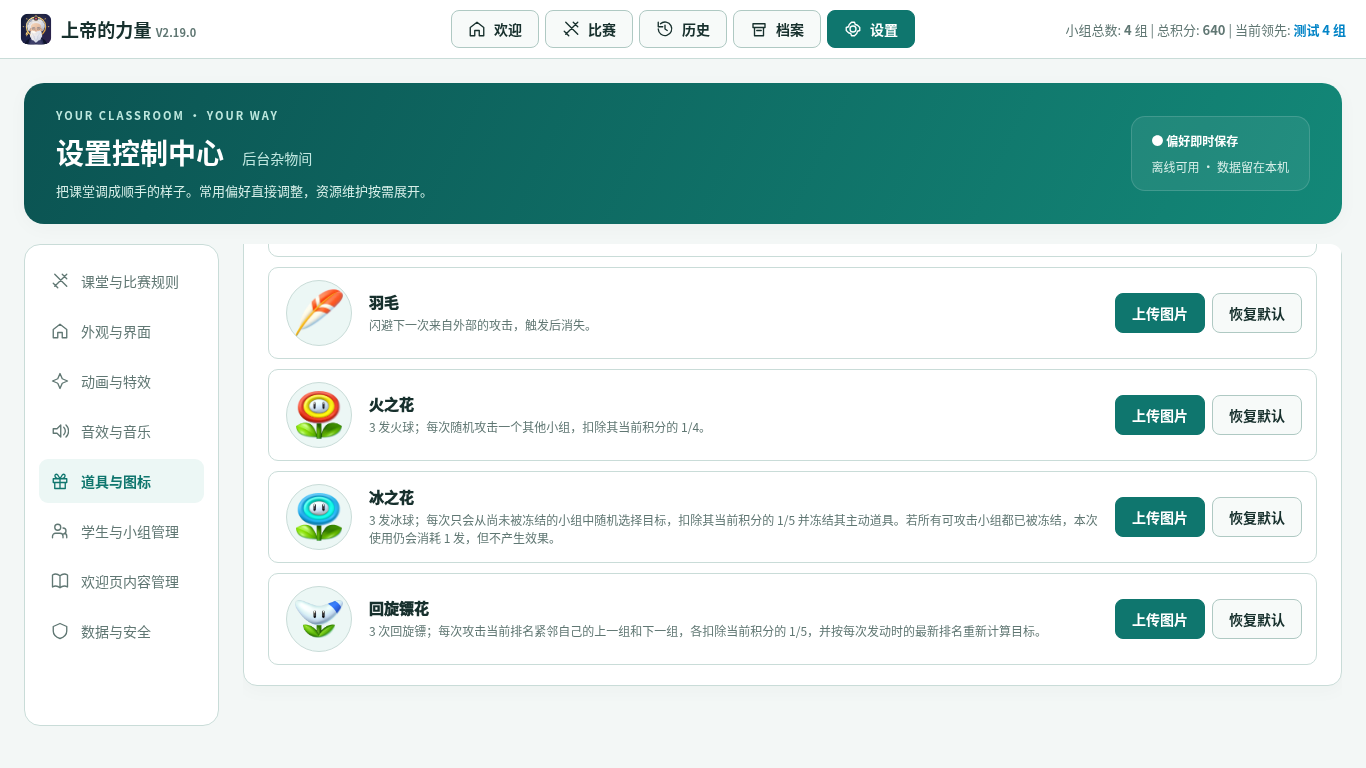 上帝的力量 V2.19.0
欢迎
比赛
历史
档案
设置
小组总数: 4 组 | 总积分: 640 | 当前领先: 测试 4 组
YOUR CLASSROOM • YOUR WAY
设置控制中心 后台杂物间
把课堂调成顺手的样子。常用偏好直接调整，资源维护按需展开。
偏好即时保存
离线可用 • 数据留在本机
课堂与比赛规则
外观与界面
动画与特效
音效与音乐
道具与图标
学生与小组管理
欢迎页内容管理
数据与安全
羽毛
闪避下一次来自外部的攻击，触发后消失。
上传图片
恢复默认
火之花
3 发火球；每次随机攻击一个其他小组，扣除其当前积分的 1/4。
上传图片
恢复默认
冰之花
3 发冰球；每次只会从尚未被冻结的小组中随机选择目标，扣除其当前积分的 1/5 并冻结其主动道具。若所有可攻击小组都已被冻结，本次
使用仍会消耗 1 发，但不产生效果。
上传图片
恢复默认
回旋镖花
3 次回旋镖；每次攻击当前排名紧邻自己的上一组和下一组，各扣除当前积分的 1/5，并按每次发动时的最新排名重新计算目标。
上传图片
恢复默认